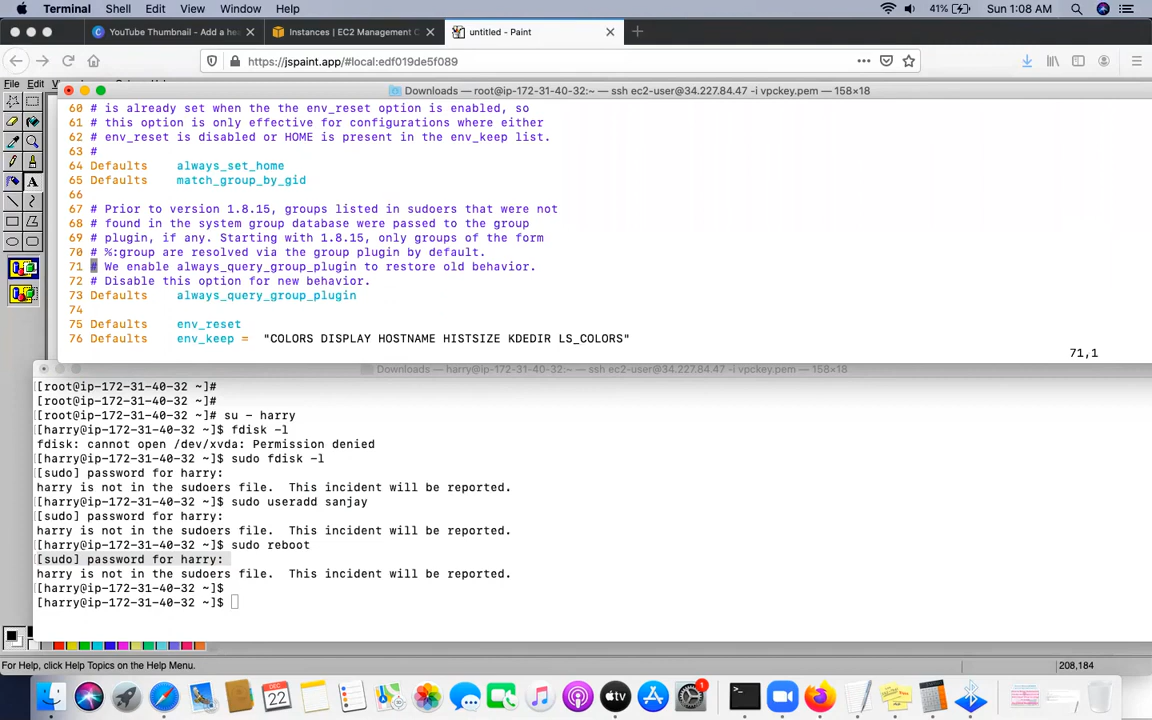 Terminal Shell Edit View Window Help 41% Sun 1:08 AM
YouTube Thumbnail - Add a he
Instances | EC2 Management C
untitled - Paint
https://jspaint.app/#local:edf019de5f089
File Edit
Downloads — root@ip-172-31-40-32:~ — ssh ec2-user@34.227.84.47 -i vpckey.pem — 158×18
60 # is already set when the the env_reset option is enabled, so
61 # this option is only effective for configurations where either
62 # env_reset is disabled or HOME is present in the env_keep list.
63 #
64 Defaults    always_set_home
65 Defaults    match_group_by_gid
66
67 # Prior to version 1.8.15, groups listed in sudoers that were not
68 # found in the system group database were passed to the group
69 # plugin, if any. Starting with 1.8.15, only groups of the form
70 # %:group are resolved via the group plugin by default.
71 # We enable always_query_group_plugin to restore old behavior.
72 # Disable this option for new behavior.
73 Defaults    always_query_group_plugin
74
75 Defaults    env_reset
76 Defaults    env_keep =  "COLORS DISPLAY HOSTNAME HISTSIZE KDEDIR LS_COLORS"
71,1
Downloads — harry@ip-172-31-40-32:~ — ssh ec2-user@34.227.84.47 -i vpckey.pem — 158×18
[root@ip-172-31-40-32 ~]#
[root@ip-172-31-40-32 ~]#
[root@ip-172-31-40-32 ~]# su - harry
[harry@ip-172-31-40-32 ~]$ fdisk -l
fdisk: cannot open /dev/xvda: Permission denied
[harry@ip-172-31-40-32 ~]$ sudo fdisk -l
[sudo] password for harry:
harry is not in the sudoers file.  This incident will be reported.
[harry@ip-172-31-40-32 ~]$ sudo useradd sanjay
[sudo] password for harry:
harry is not in the sudoers file.  This incident will be reported.
[harry@ip-172-31-40-32 ~]$ sudo reboot
[sudo] password for harry:
harry is not in the sudoers file.  This incident will be reported.
[harry@ip-172-31-40-32 ~]$
[harry@ip-172-31-40-32 ~]$
For Help, click Help Topics on the Help Menu.
208,184
DEC
22
tv
1